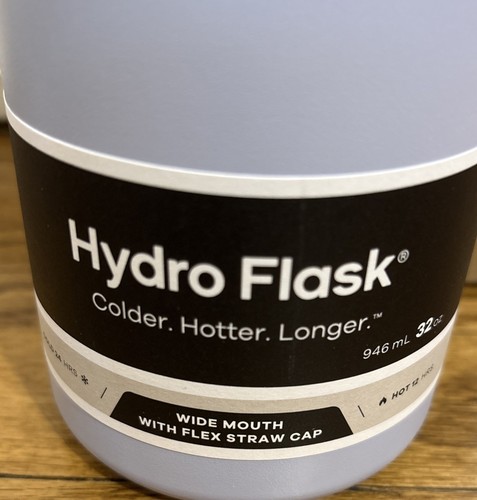 Hydro Flask®
Colder. Hotter. Longer.™
946 mL 32 oz
HRS
HOT 12 HRS
WIDE MOUTH
WITH FLEX STRAW CAP